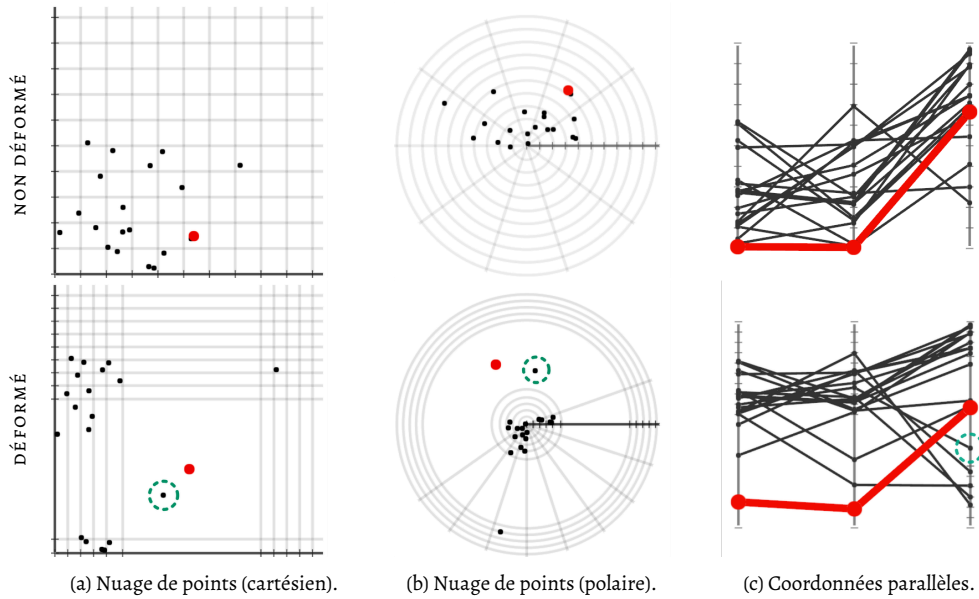 NON DÉFORMÉ
DÉFORMÉ
(a) Nuage de points (cartésien).
(b) Nuage de points (polaire).
(c) Coordonnées parallèles.